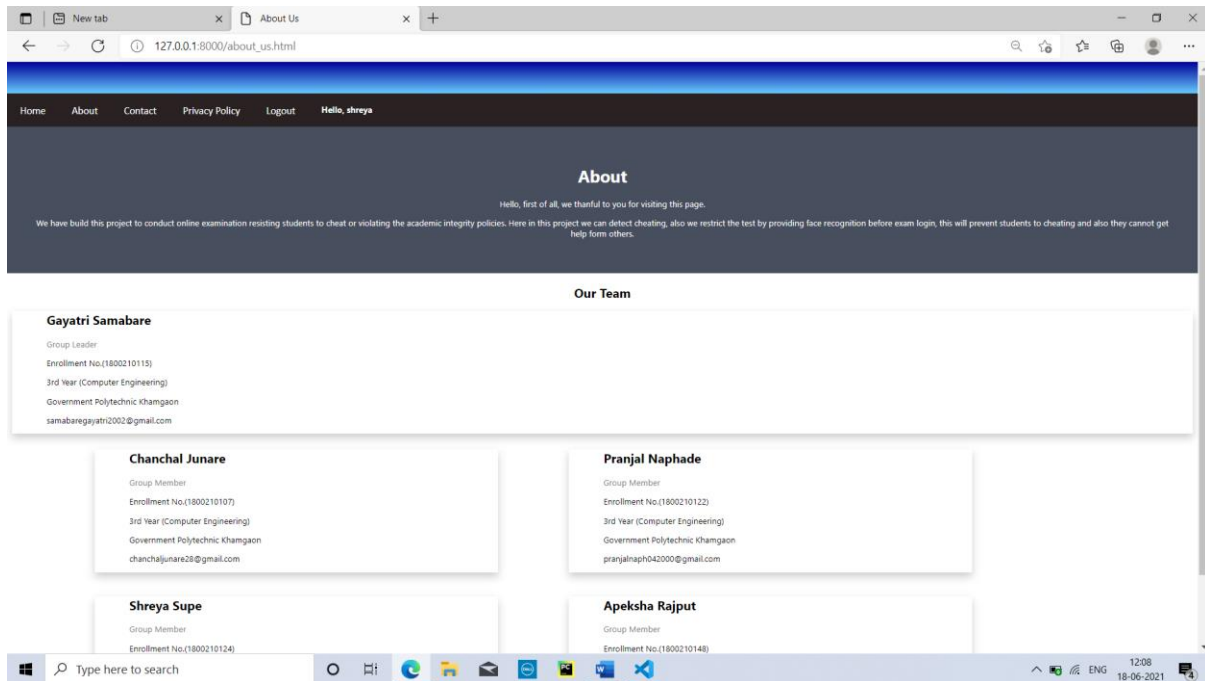 New tab
About Us
127.0.0.1:8000/about_us.html
Home About Contact Privacy Policy Logout Hello, shreya
About
Hello, first of all, we thanful to you for visiting this page.
We have build this project to conduct online examination resisting students to cheat or violating the academic integrity policies. Here in this project we can detect cheating, also we restrict the test by providing face recognition before exam login, this will prevent students to cheating and also they cannot get
help form others.
Our Team
Gayatri Samabare
Group Leader
Enrollment No.(1800210115)
3rd Year (Computer Engineering)
Government Polytechnic Khamgaon
samabaregayatri2002@gmail.com
Chanchal Junare
Group Member
Enrollment No.(1800210107)
3rd Year (Computer Engineering)
Government Polytechnic Khamgaon
chanchaljunare28@gmail.com
Pranjal Naphade
Group Member
Enrollment No.(1800210122)
3rd Year (Computer Engineering)
Government Polytechnic Khamgaon
pranjalnaph042000@gmail.com
Shreya Supe
Group Member
Enrollment No.(1800210124)
Apeksha Rajput
Group Member
Enrollment No.(1800210148)
Type here to search
ENG
12:08
18-06-2021